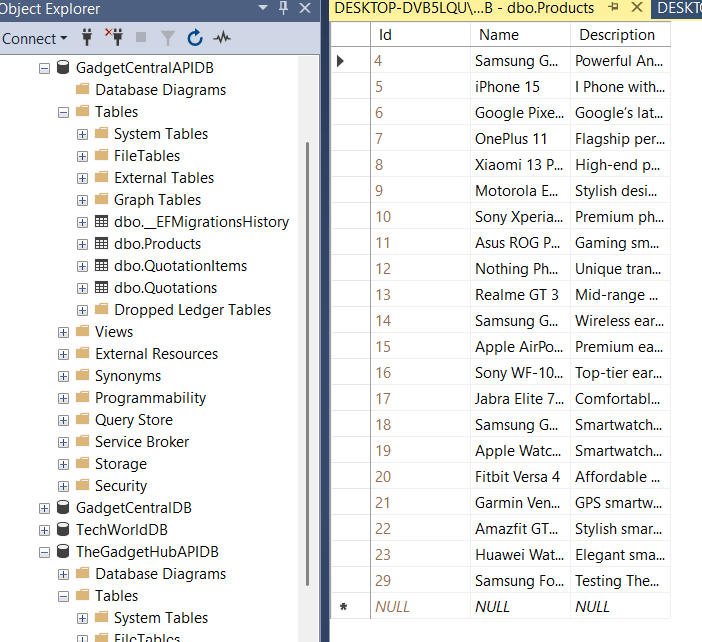 Object Explorer
Connect
GadgetCentralAPIDB
Database Diagrams
Tables
System Tables
FileTables
External Tables
Graph Tables
dbo.__EFMigrationsHistory
dbo.Products
dbo.QuotationItems
dbo.Quotations
Dropped Ledger Tables
Views
External Resources
Synonyms
Programmability
Query Store
Service Broker
Storage
Security
GadgetCentralDB
TechWorldDB
TheGadgetHubAPIDB
Database Diagrams
Tables
System Tables
FileTables
DESKTOP-DVB5LQU\...B - dbo.Products DESKT
Id Name Description
4 Samsung G... Powerful An...
5 iPhone 15 I Phone with...
6 Google Pixe... Google's lat...
7 OnePlus 11 Flagship per...
8 Xiaomi 13 P... High-end p...
9 Motorola E... Stylish desi...
10 Sony Xperia... Premium ph...
11 Asus ROG P... Gaming sm...
12 Nothing Ph... Unique tran...
13 Realme GT 3 Mid-range ...
14 Samsung G... Wireless ear...
15 Apple AirPo... Premium ea...
16 Sony WF-10... Top-tier ear...
17 Jabra Elite 7... Comfortabl...
18 Samsung G... Smartwatch...
19 Apple Watc... Smartwatch...
20 Fitbit Versa 4 Affordable ...
21 Garmin Ven... GPS smartw...
22 Amazfit GT... Stylish smar...
23 Huawei Wat... Elegant sma...
29 Samsung Fo... Testing The...
NULL NULL NULL